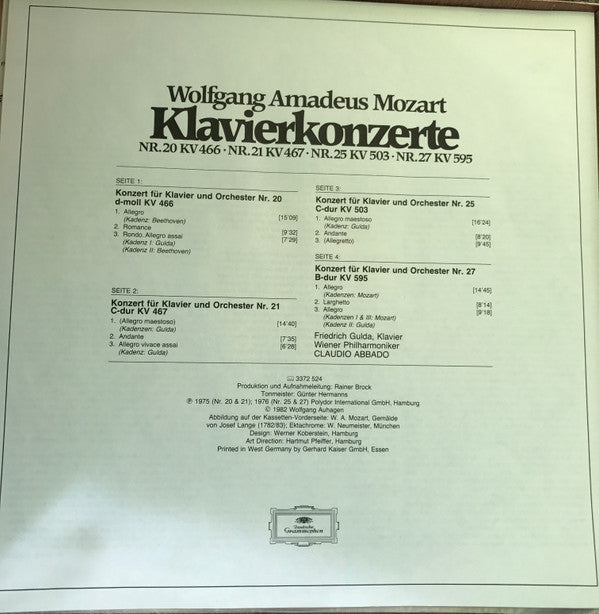 Wolfgang Amadeus Mozart
Klavierkonzerte
NR.20 KV 466 · NR.21 KV 467 · NR.25 KV 503 · NR.27 KV 595
SEITE 1:
Konzert für Klavier und Orchester Nr. 20
d-moll KV 466
1. Allegro [15'09]
(Kadenz: Beethoven)
2. Romance [9'32]
3. Rondo. Allegro assai [7'29]
(Kadenz I: Gulda)
(Kadenz II: Beethoven)
SEITE 2:
Konzert für Klavier und Orchester Nr. 21
C-dur KV 467
1. (Allegro maestoso) [14'40]
(Kadenzen: Gulda)
2. Andante [7'35]
3. Allegro vivace assai [6'28]
(Kadenz: Gulda)
SEITE 3:
Konzert für Klavier und Orchester Nr. 25
C-dur KV 503
1. Allegro maestoso [16'24]
(Kadenz: Gulda)
2. Andante [8'20]
3. (Allegretto) [9'45]
SEITE 4:
Konzert für Klavier und Orchester Nr. 27
B-dur KV 595
1. Allegro [14'45]
(Kadenzen: Mozart)
2. Larghetto [8'14]
3. Allegro [9'18]
(Kadenzen I & III: Mozart)
(Kadenz II: Gulda)
Friedrich Gulda, Klavier
Wiener Philharmoniker
CLAUDIO ABBADO
3372 524
Produktion und Aufnahmeleitung: Rainer Brock
Tonmeister: Günter Hermanns
℗ 1975 (Nr. 20 & 21); 1976 (Nr. 25 & 27) Polydor International GmbH, Hamburg
© 1982 Wolfgang Auhagen
Abbildung auf der Kassetten-Vorderseite: W. A. Mozart, Gemälde
von Josef Lange (1782/83); Ektachrome: W. Neumeister, München
Design: Werner Koberstein, Hamburg
Art Direction: Hartmut Pfeiffer, Hamburg
Printed in West Germany by Gerhard Kaiser GmbH, Essen
Deutsche
Grammophon